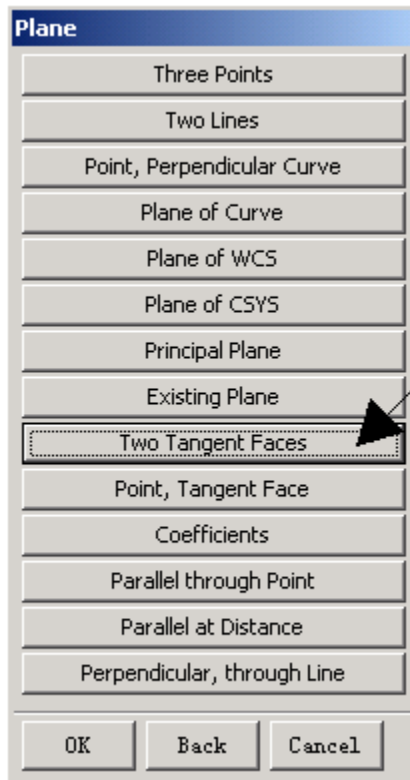 Plane
Three Points
Two Lines
Point, Perpendicular Curve
Plane of Curve
Plane of WCS
Plane of CSYS
Principal Plane
Existing Plane
Two Tangent Faces
Point, Tangent Face
Coefficients
Parallel through Point
Parallel at Distance
Perpendicular, through Line
OK Back Cancel